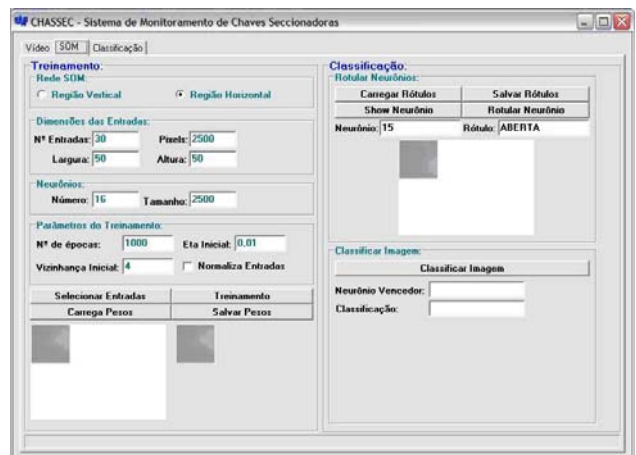 CHASSEC - Sistema de Monitoramento de Chaves Seccionadoras
Vídeo SOM Classificação
Treinamento:
Rede SOM:
Região Vertical Região Horizontal
Dimensões das Entradas:
Nº Entradas: 30 Pixels: 2500
Largura: 50 Altura: 50
Neurônios:
Número: 16 Tamanho: 2500
Parâmetros do Treinamento:
Nº de épocas: 1000 Eta Inicial: 0.01
Vizinhança Inicial: 4 Normaliza Entradas
Selecionar Entradas Treinamento
Carrega Pesos Salvar Pesos
Classificação:
Rotular Neurônios:
Carregar Rótulos Salvar Rótulos
Show Neurônio Rotular Neurônio
Neurônio: 15 Rótulo: ABERTA
Classificar Imagem:
Classificar Imagem
Neurônio Vencedor:
Classificação: